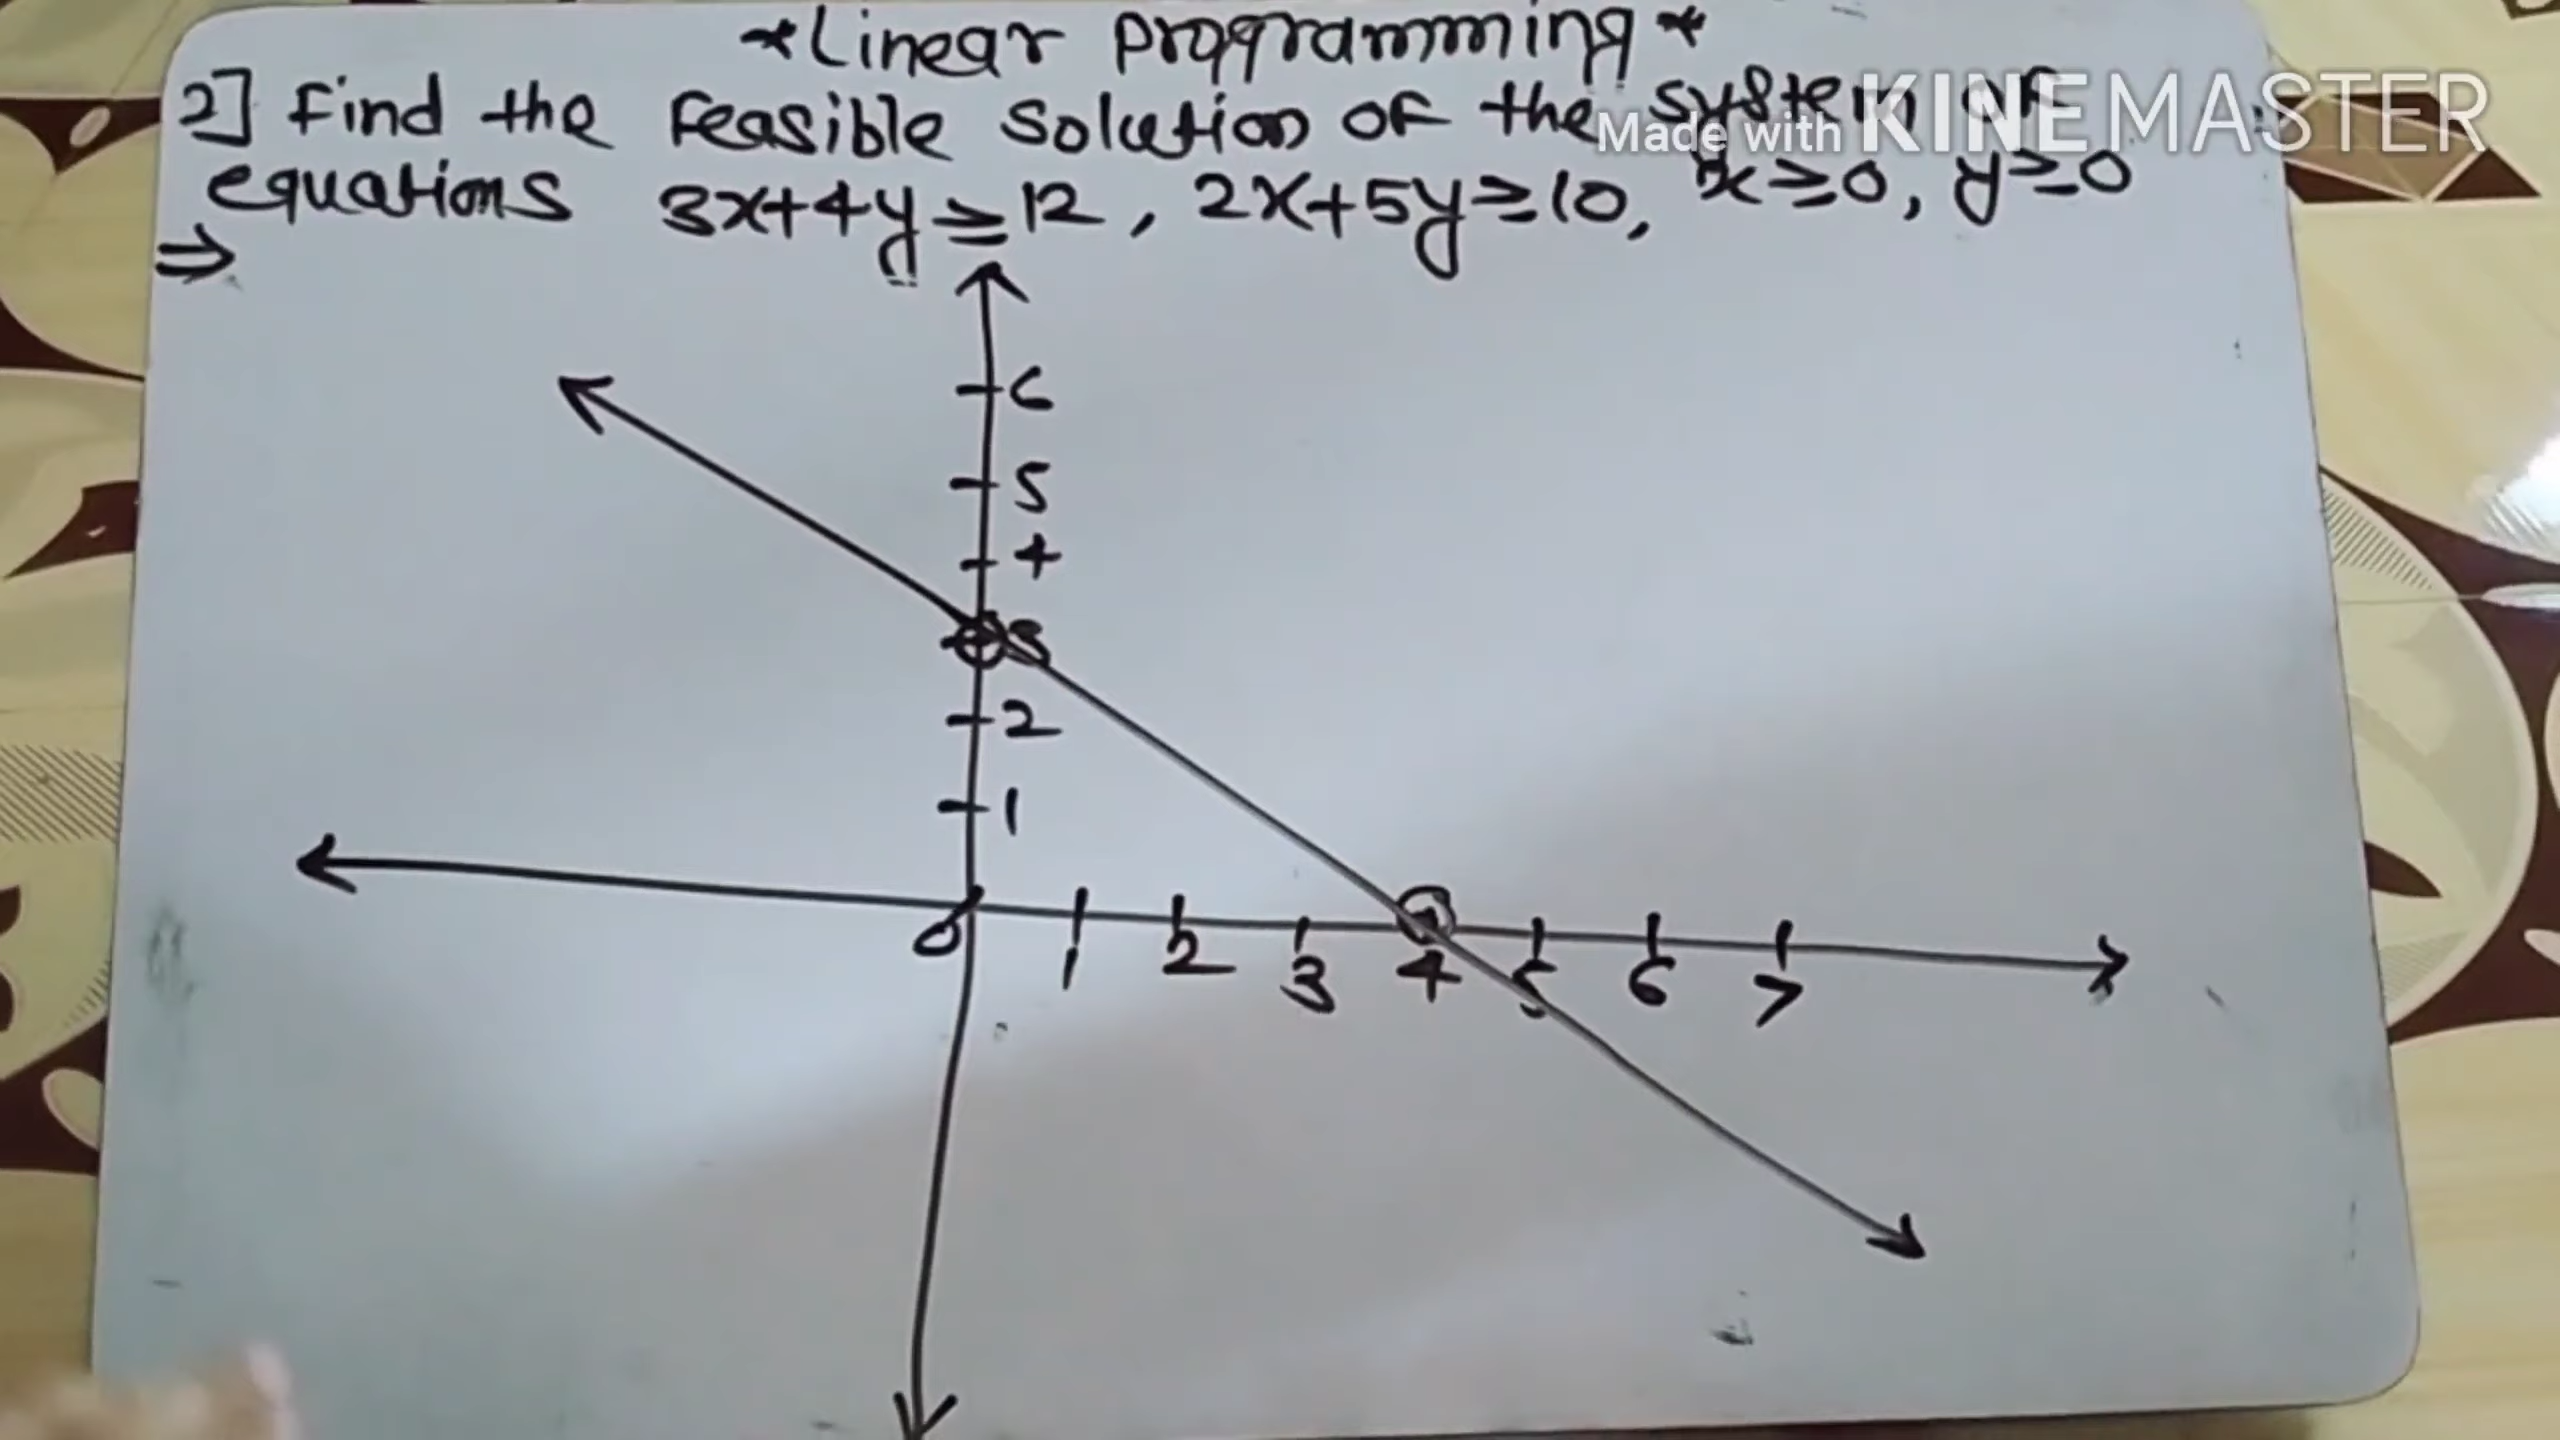 *Linear programming*
2] Find the feasible solution of the system of
Made with KINEMASTER
equations 3x+4y≥12, 2x+5y≥10, x≥0, y≥0
⇒
6
5
4
3
2
1
0 1 2 3 4 5 6 7